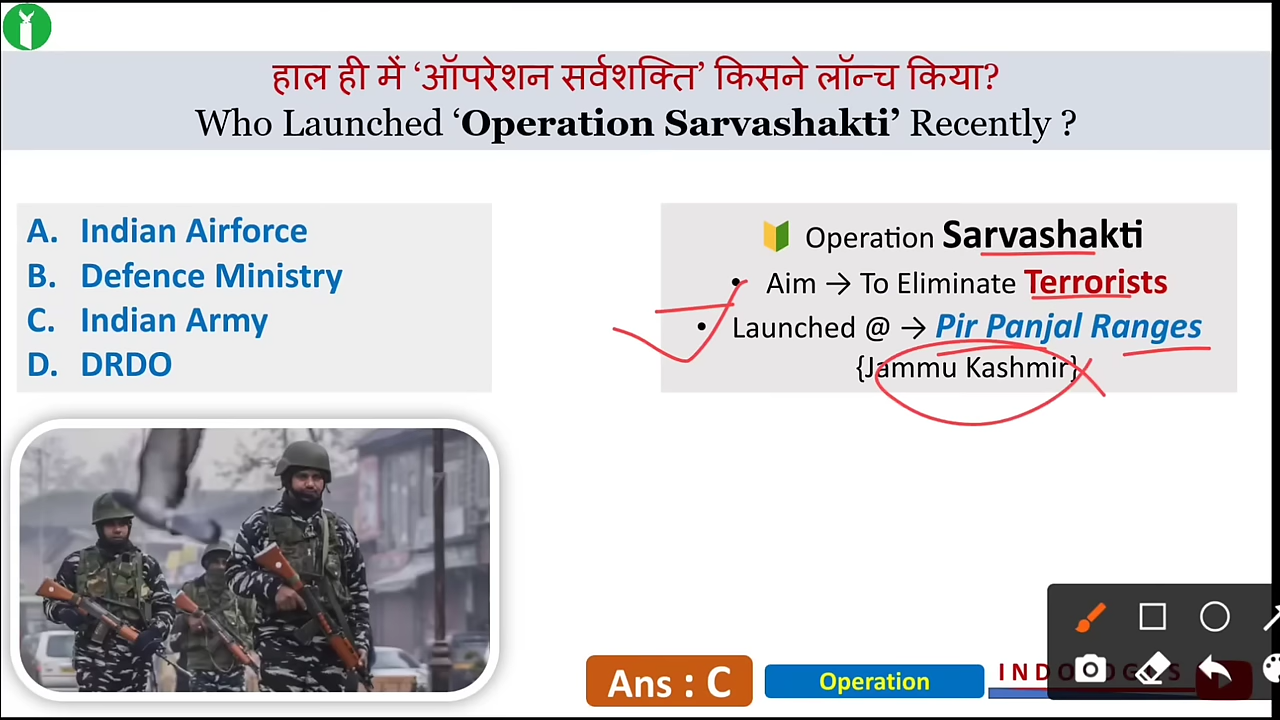 हाल ही में ‘ऑपरेशन सर्वशक्ति’ किसने लॉन्च किया?
Who Launched ‘Operation Sarvashakti’ Recently ?
A. Indian Airforce
B. Defence Ministry
C. Indian Army
D. DRDO
Operation Sarvashakti
• Aim → To Eliminate Terrorists
• Launched @ → Pir Panjal Ranges
{Jammu Kashmir}
Ans : C
Operation